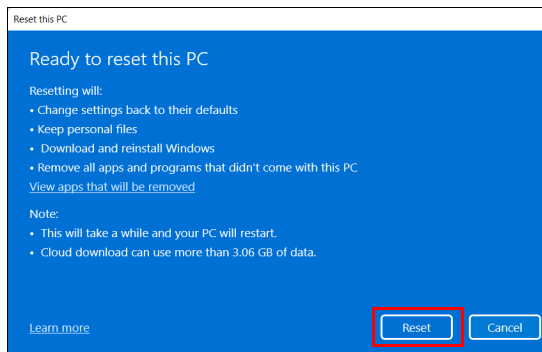 Reset this PC
Ready to reset this PC
Resetting will:
• Change settings back to their defaults
• Keep personal files
• Download and reinstall Windows
• Remove all apps and programs that didn't come with this PC
View apps that will be removed
Note:
• This will take a while and your PC will restart.
• Cloud download can use more than 3.06 GB of data.
Learn more
Reset
Cancel